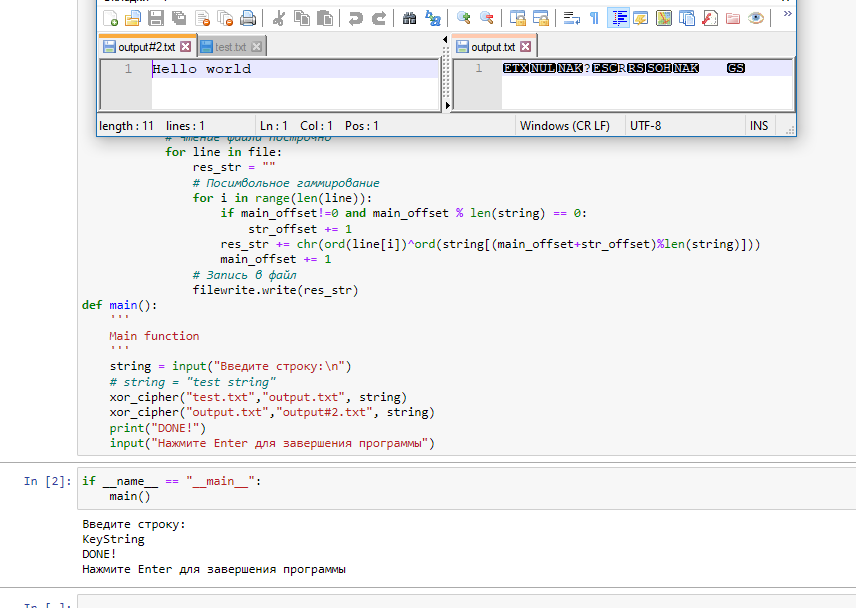 output#2.txt
test.txt
output.txt
1
Hello world
1
ETXNULNAK?ESCRRSSOHNAK GS
length : 11 lines : 1
Ln : 1 Col : 1 Pos : 1
Windows (CR LF)
UTF-8
INS
# Чтение файла построчно
for line in file:
res_str = ""
# Посимвольное гаммирование
for i in range(len(line)):
if main_offset!=0 and main_offset % len(string) == 0:
str_offset += 1
res_str += chr(ord(line[i])^ord(string[(main_offset+str_offset)%len(string)]))
main_offset += 1
# Запись в файл
filewrite.write(res_str)
def main():
'''
Main function
'''
string = input("Введите строку:\n")
# string = "test string"
xor_cipher("test.txt","output.txt", string)
xor_cipher("output.txt","output#2.txt", string)
print("DONE!")
input("Нажмите Enter для завершения программы")
In [2]:
if __name__ == "__main__":
main()
Введите строку:
KeyString
DONE!
Нажмите Enter для завершения программы